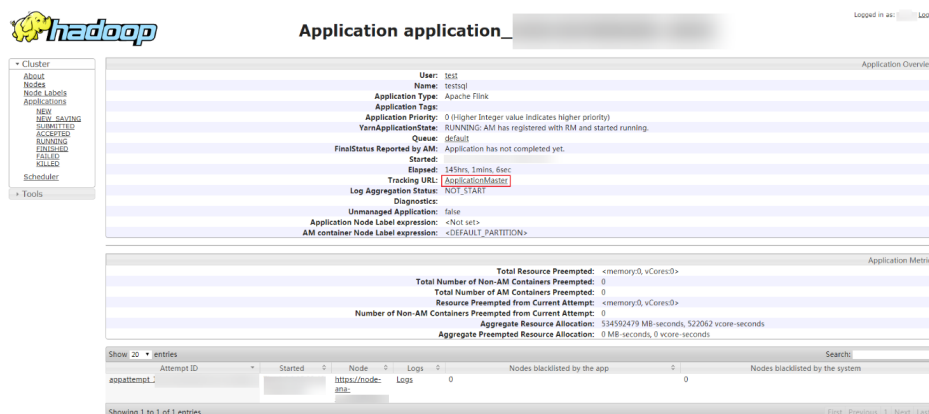 hadoop
Application application_
Logged in as:
Cluster
About
Nodes
Node Labels
Applications
NEW
NEW_SAVING
SUBMITTED
ACCEPTED
RUNNING
FINISHED
FAILED
KILLED
Scheduler
Tools
Application Overvie
User: test
Name: testsql
Application Type: Apache Flink
Application Tags:
Application Priority: 0 (Higher Integer value indicates higher priority)
YarnApplicationState: RUNNING: AM has registered with RM and started running.
Queue: default
FinalStatus Reported by AM: Application has not completed yet.
Started:
Elapsed: 145hrs, 1mins, 6sec
Tracking URL: ApplicationMaster
Log Aggregation Status: NOT_START
Diagnostics:
Unmanaged Application: false
Application Node Label expression: <Not set>
AM container Node Label expression: <DEFAULT_PARTITION>
Application Metric
Total Resource Preempted: <memory:0, vCores:0>
Total Number of Non-AM Containers Preempted: 0
Total Number of AM Containers Preempted: 0
Resource Preempted from Current Attempt: <memory:0, vCores:0>
Number of Non-AM Containers Preempted from Current Attempt: 0
Aggregate Resource Allocation: 534592479 MB-seconds, 522062 vcore-seconds
Aggregate Preempted Resource Allocation: 0 MB-seconds, 0 vcore-seconds
Show 20 entries Search:
Attempt ID Started Node Logs Nodes blacklisted by the app Nodes blacklisted by the system
appattempt_ https://node- Logs 0 0
ana-
Showing 1 to 1 of 1 entries First Previous 1 Next Last